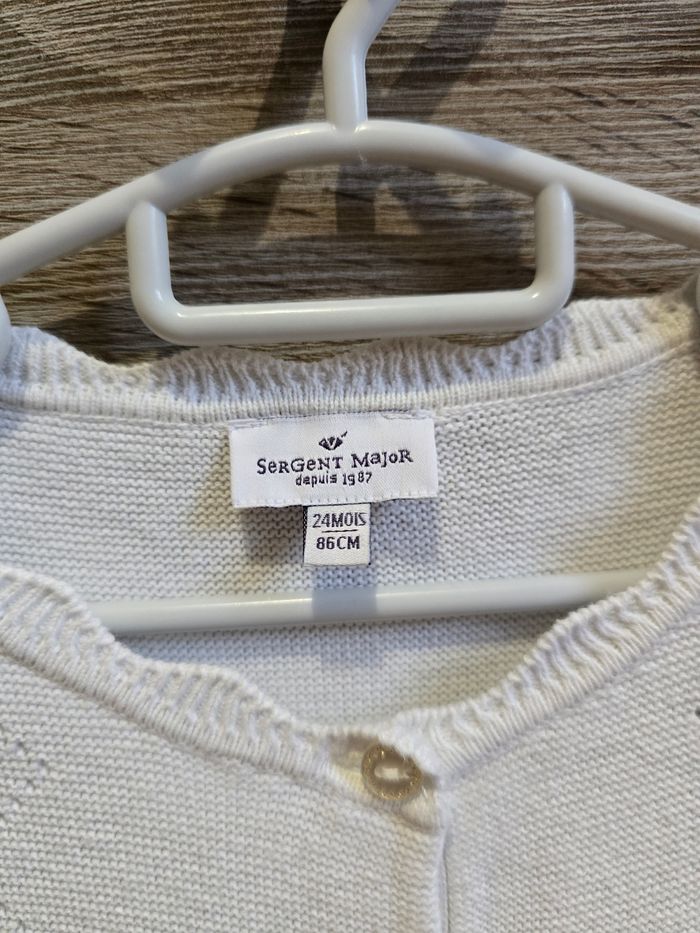 SERGENT MAJOR
depuis 1987
24MOIS
86CM